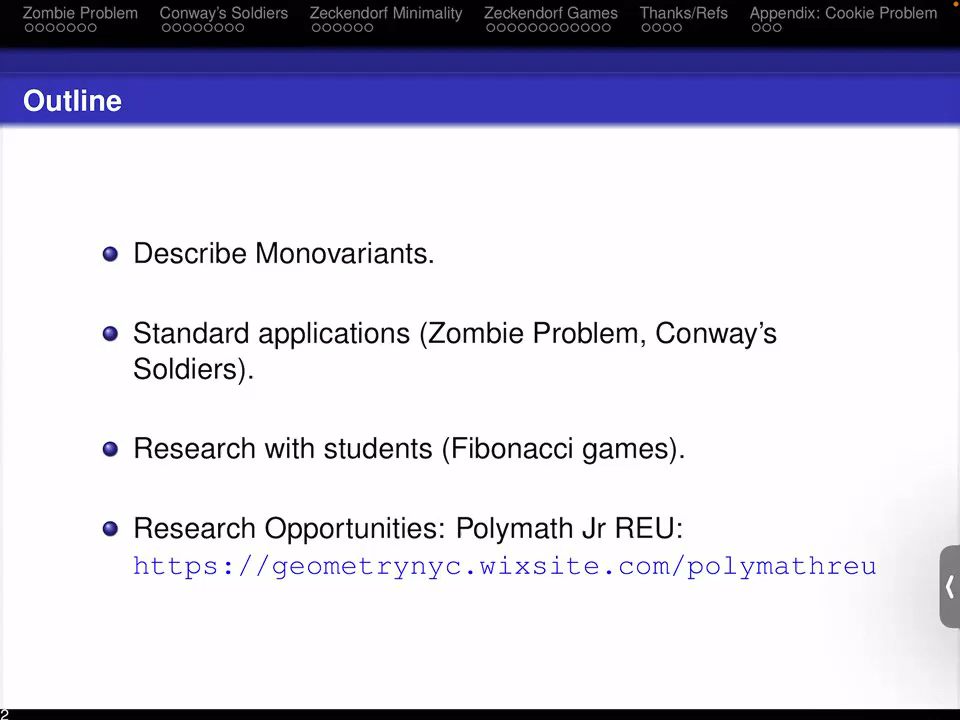 Zombie Problem Conway's Soldiers Zeckendorf Minimality Zeckendorf Games Thanks/Refs Appendix: Cookie Problem
Outline
Describe Monovariants.
Standard applications (Zombie Problem, Conway's
Soldiers).
Research with students (Fibonacci games).
Research Opportunities: Polymath Jr REU:
https://geometrynyc.wixsite.com/polymathreu
2